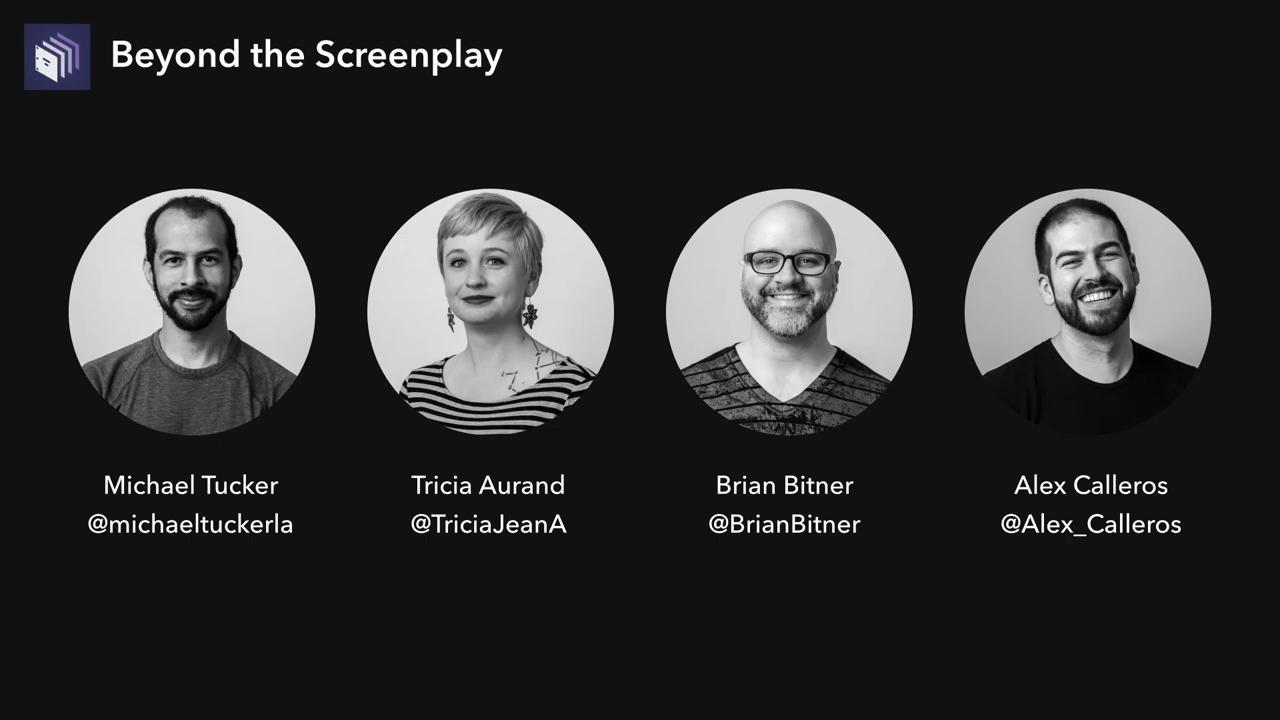 Beyond the Screenplay
Michael Tucker
@michaeltuckerla
Tricia Aurand
@TriciaJeanA
Brian Bitner
@BrianBitner
Alex Calleros
@Alex_Calleros